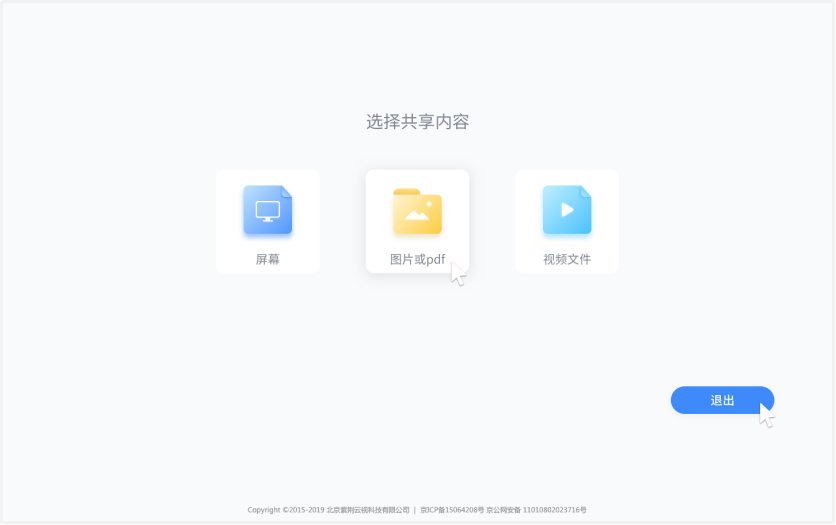 选择共享内容
屏幕
图片或pdf
视频文件
退出
Copyright ©2015-2019 北京紫荆云视科技有限公司 | 京ICP备15064208号 京公网安备 11010802023716号